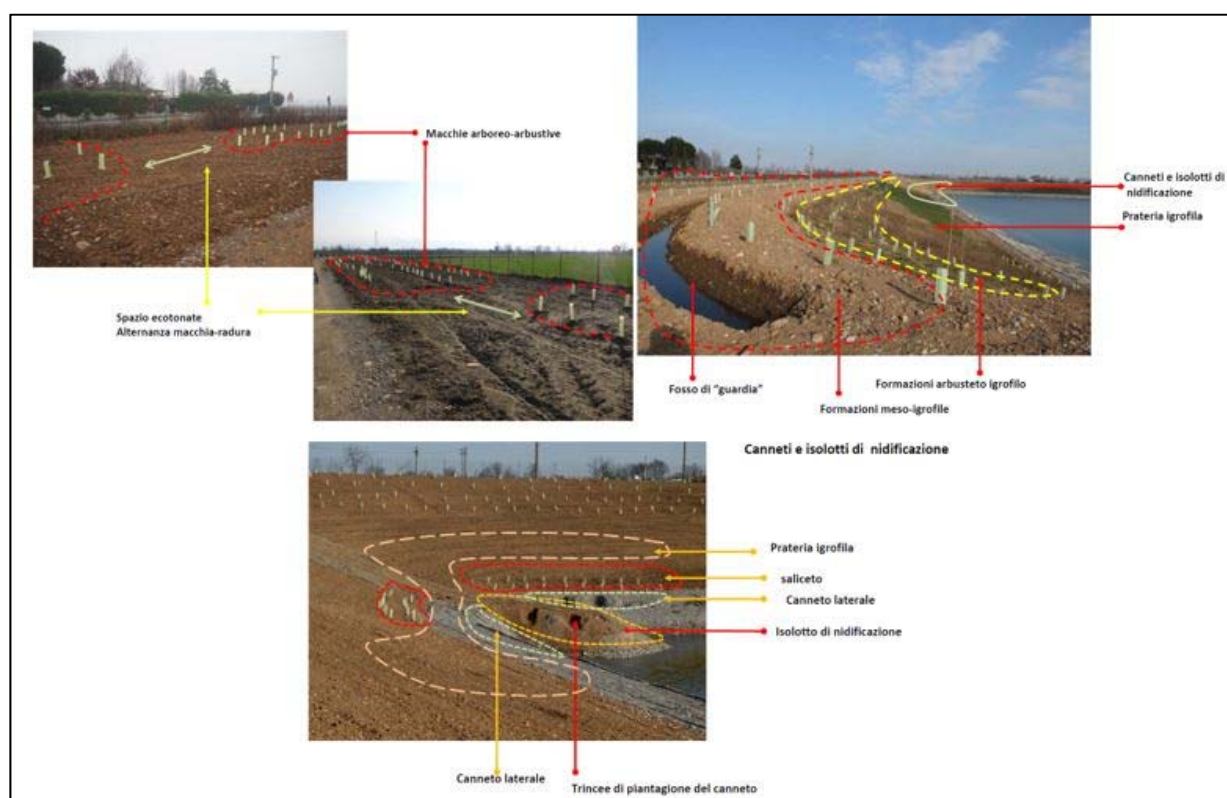 Macchie arboreo-arbustive
Spazio ecotonate
Alternanza macchia-radura
Canneti e isolotti di
nidificazione
Prateria igrofila
Formazioni arbusteto igrofilo
Fosso di “guardia”
Formazioni meso-igrofile
Canneti e isolotti di nidificazione
Prateria igrofila
saliceto
Canneto laterale
Isolotto di nidificazione
Canneto laterale
Trincee di piantagione del canneto